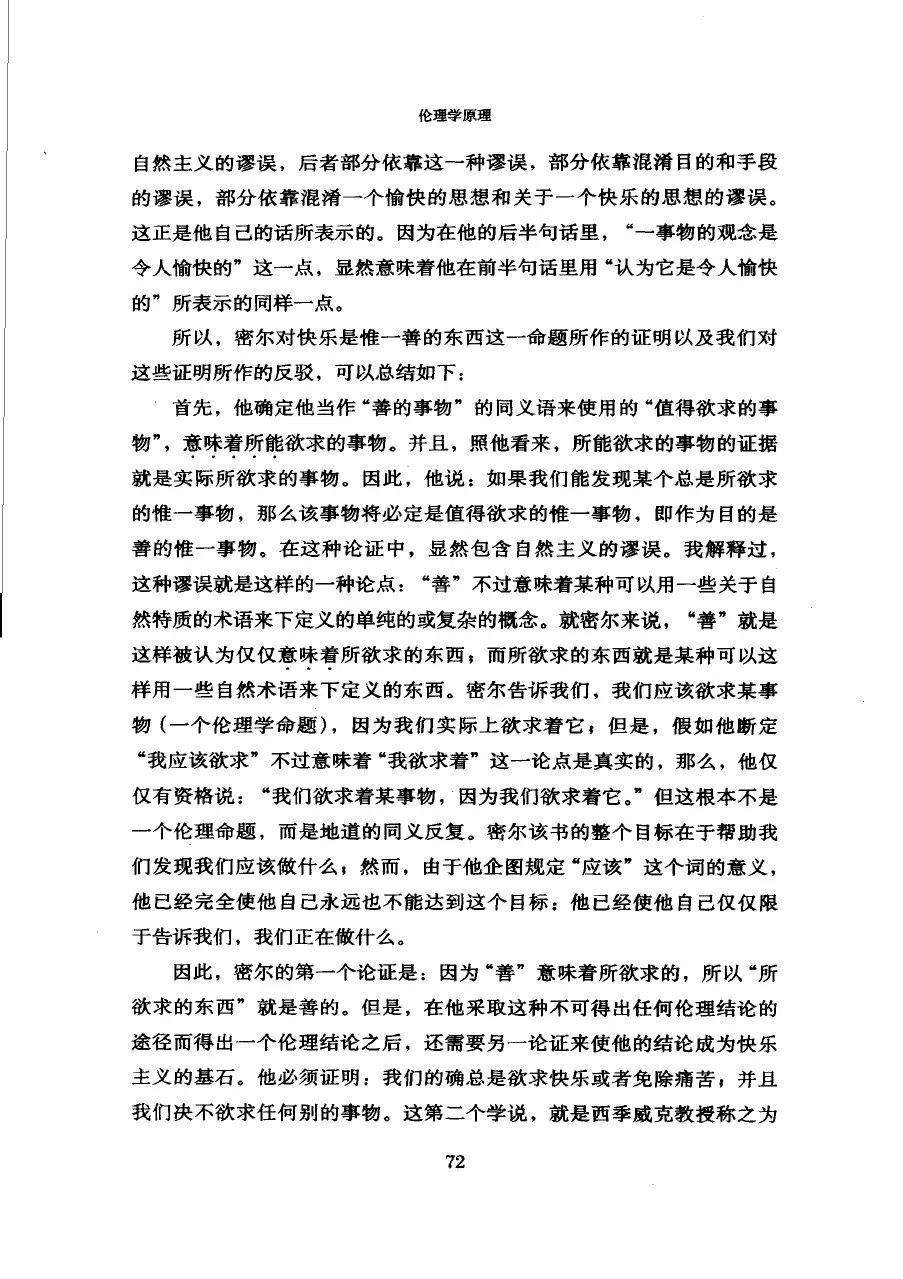 伦理学原理
自然主义的谬误，后者部分依靠这一种谬误，部分依靠混淆目的和手段
的谬误，部分依靠混淆一个愉快的思想和关于一个快乐的思想的谬误。
这正是他自己的话所表示的。因为在他的后半句话里，“一事物的观念是
令人愉快的”这一点，显然意味着他在前半句话里用“认为它是令人愉快
的”所表示的同样一点。
所以，密尔对快乐是惟一善的东西这一命题所作的证明以及我们对
这些证明所作的反驳，可以总结如下：
首先，他确定他当作“善的事物”的同义语来使用的“值得欲求的事
物”，意味着所能欲求的事物。并且，照他看来，所能欲求的事物的证据
就是实际所欲求的事物。因此，他说：如果我们能发现某个总是所欲求
的惟一事物，那么该事物将必定是值得欲求的惟一事物，即作为目的是
善的惟一事物。在这种论证中，显然包含自然主义的谬误。我解释过，
这种谬误就是这样的一种论点：“善”不过意味着某种可以用一些关于自
然特质的术语来下定义的单纯的或复杂的概念。就密尔来说，“善”就是
这样被认为仅仅意味着所欲求的东西；而所欲求的东西就是某种可以这
样用一些自然术语来下定义的东西。密尔告诉我们，我们应该欲求某事
物（一个伦理学命题），因为我们实际上欲求着它；但是，假如他断定
“我应该欲求”不过意味着“我欲求着”这一论点是真实的，那么，他仅
仅有资格说：“我们欲求着某事物，因为我们欲求着它。”但这根本不是
一个伦理命题，而是地道的同义反复。密尔该书的整个目标在于帮助我
们发现我们应该做什么；然而，由于他企图规定“应该”这个词的意义，
他已经完全使他自己永远也不能达到这个目标：他已经使他自己仅仅限
于告诉我们，我们正在做什么。
因此，密尔的第一个论证是：因为“善”意味着所欲求的，所以“所
欲求的东西”就是善的。但是，在他采取这种不可得出任何伦理结论的
途径而得出一个伦理结论之后，还需要另一论证来使他的结论成为快乐
主义的基石。他必须证明：我们的确总是欲求快乐或者免除痛苦；并且
我们决不欲求任何别的事物。这第二个学说，就是西季威克教授称之为
72